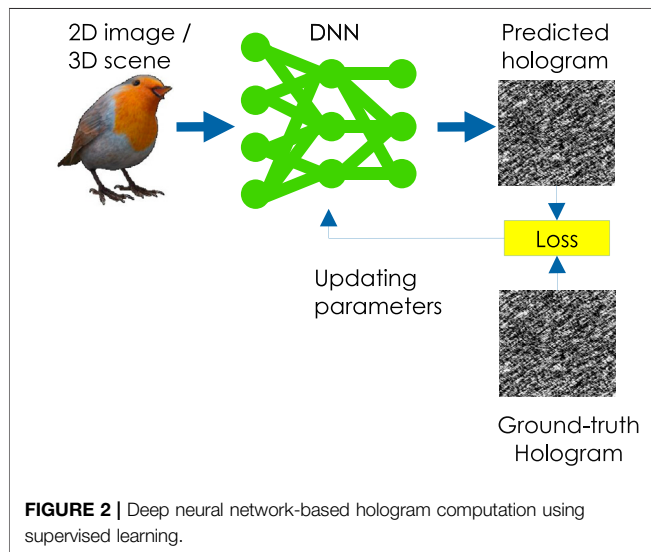 2D image /
3D scene
DNN
Predicted
hologram
Loss
Updating
parameters
Ground-truth
Hologram
FIGURE 2 | Deep neural network-based hologram computation using
supervised learning.